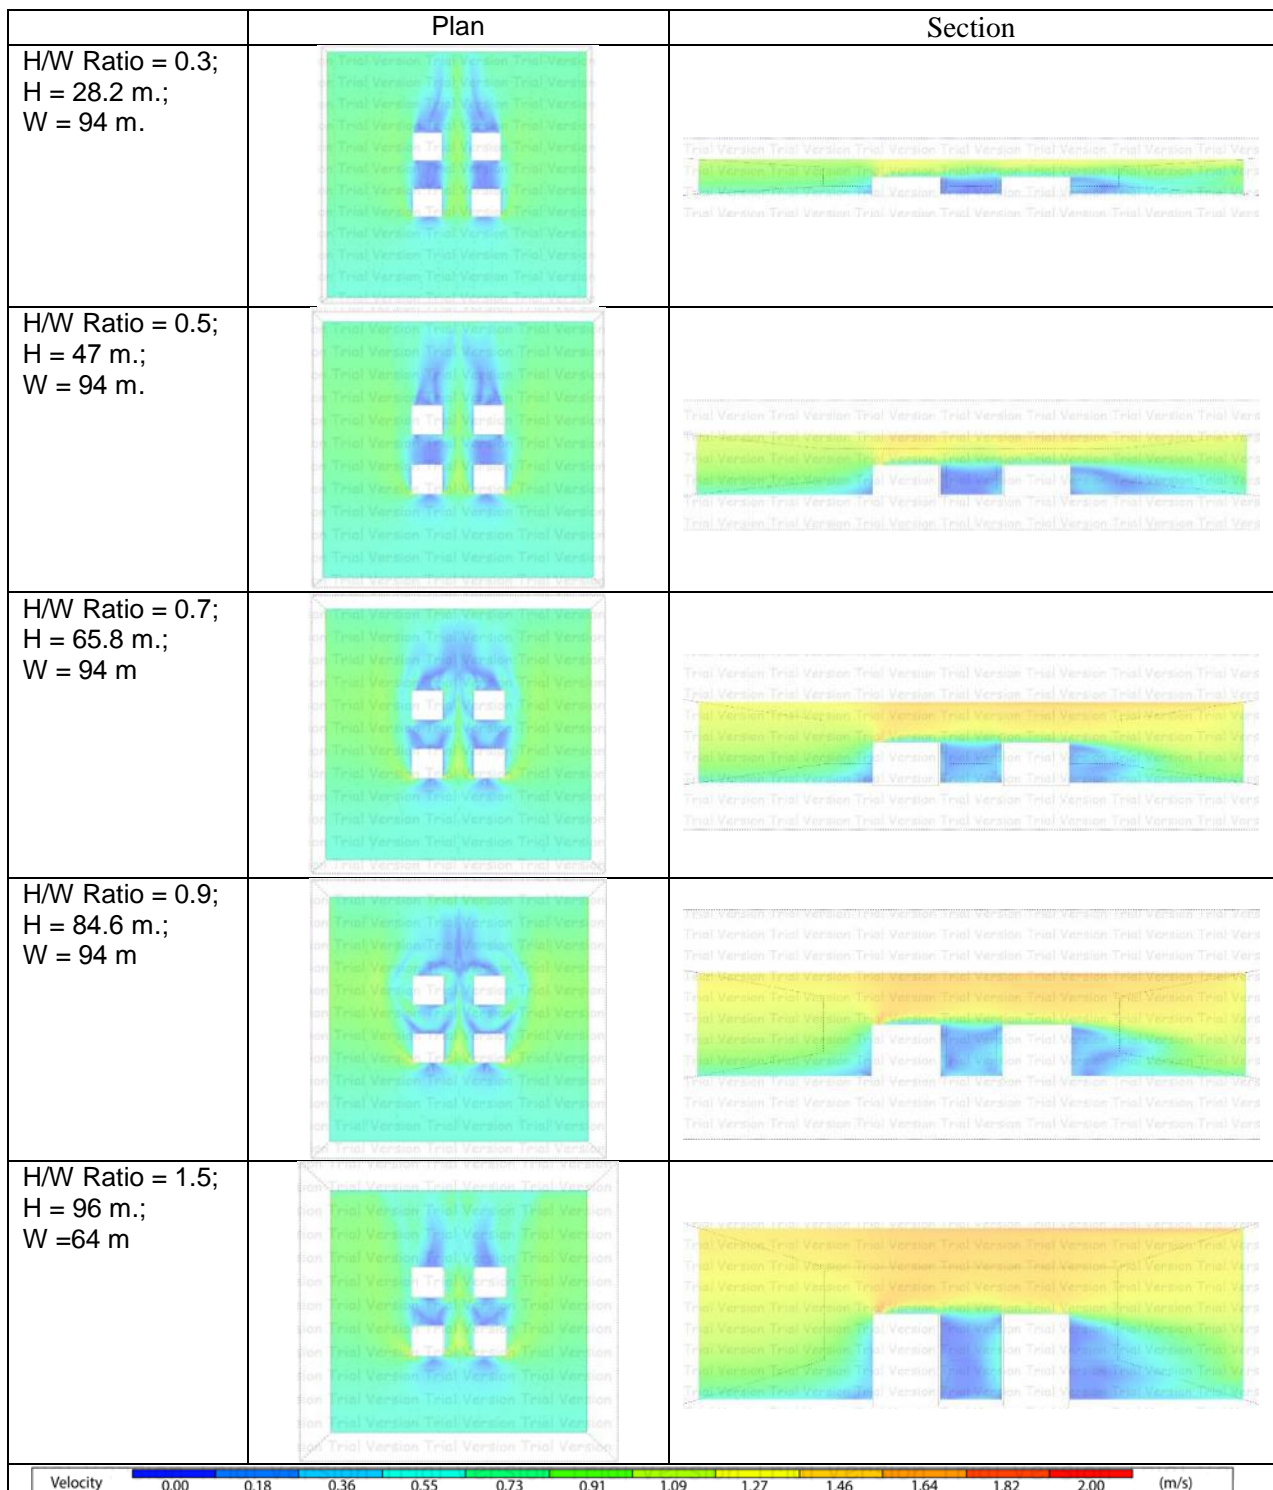 Plan
Section
H/W Ratio = 0.3;
H = 28.2 m.;
W = 94 m.
H/W Ratio = 0.5;
H = 47 m.;
W = 94 m.
H/W Ratio = 0.7;
H = 65.8 m.;
W = 94 m
H/W Ratio = 0.9;
H = 84.6 m.;
W = 94 m
H/W Ratio = 1.5;
H = 96 m.;
W =64 m
Velocity 0.00 0.18 0.36 0.55 0.73 0.91 1.09 1.27 1.46 1.64 1.82 2.00 (m/s)